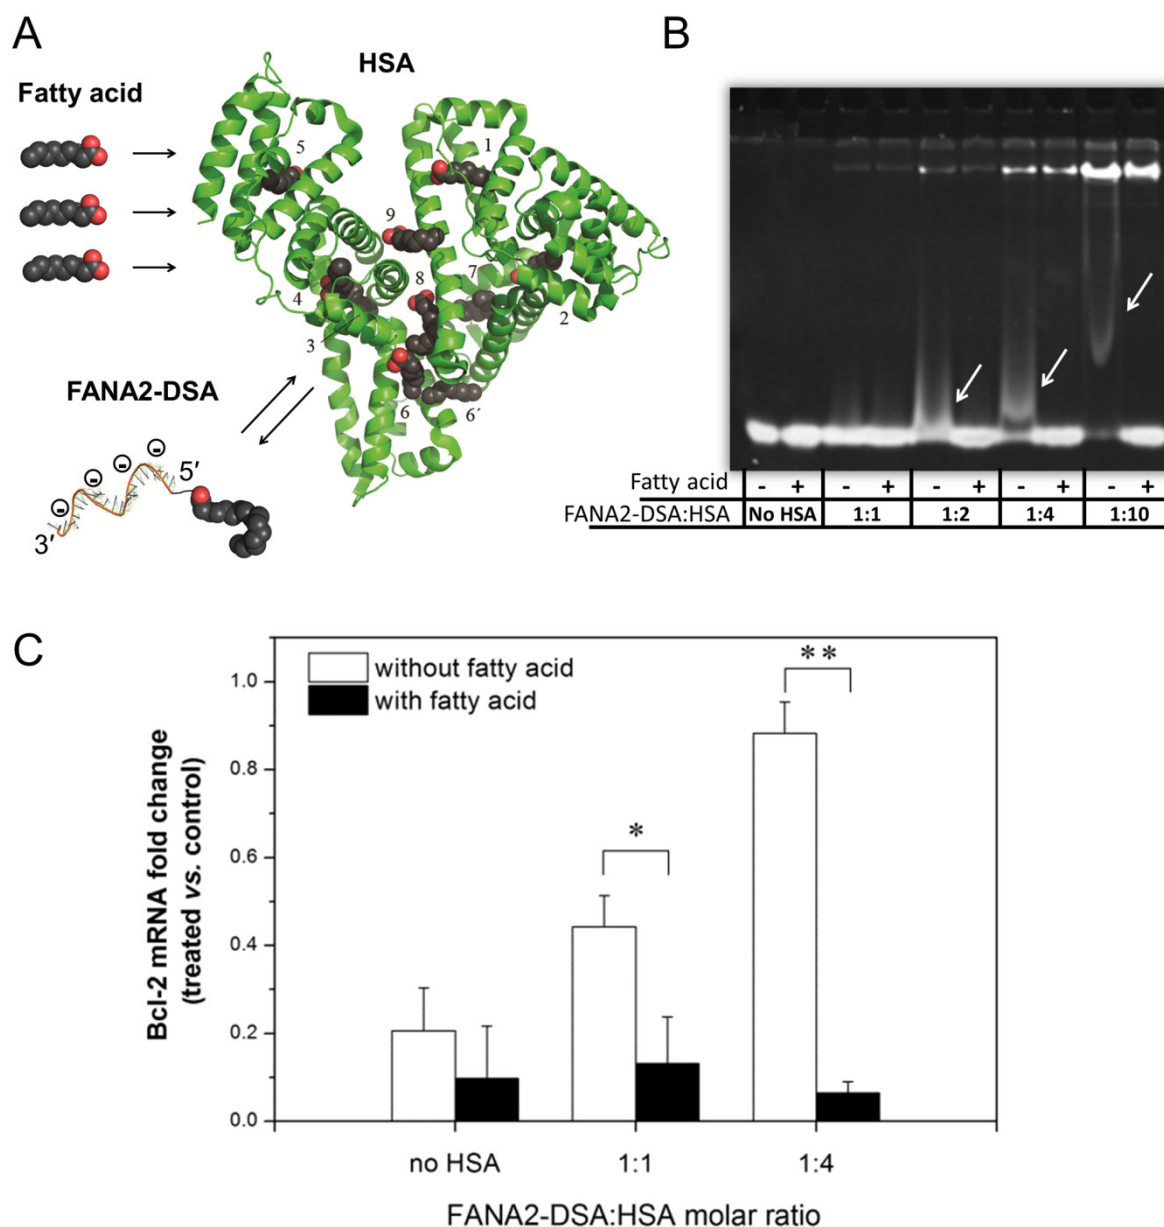 A
Fatty acid
HSA
5
1
9
7
8
4
2
3
6
6´
FANA2-DSA
5′
3′
B
Fatty acid - + - + - + - + - +
FANA2-DSA:HSA No HSA 1:1 1:2 1:4 1:10
C
without fatty acid
with fatty acid
*
**
Bcl-2 mRNA fold change
(treated vs. control)
1.0
0.8
0.6
0.4
0.2
0.0
no HSA 1:1 1:4
FANA2-DSA:HSA molar ratio